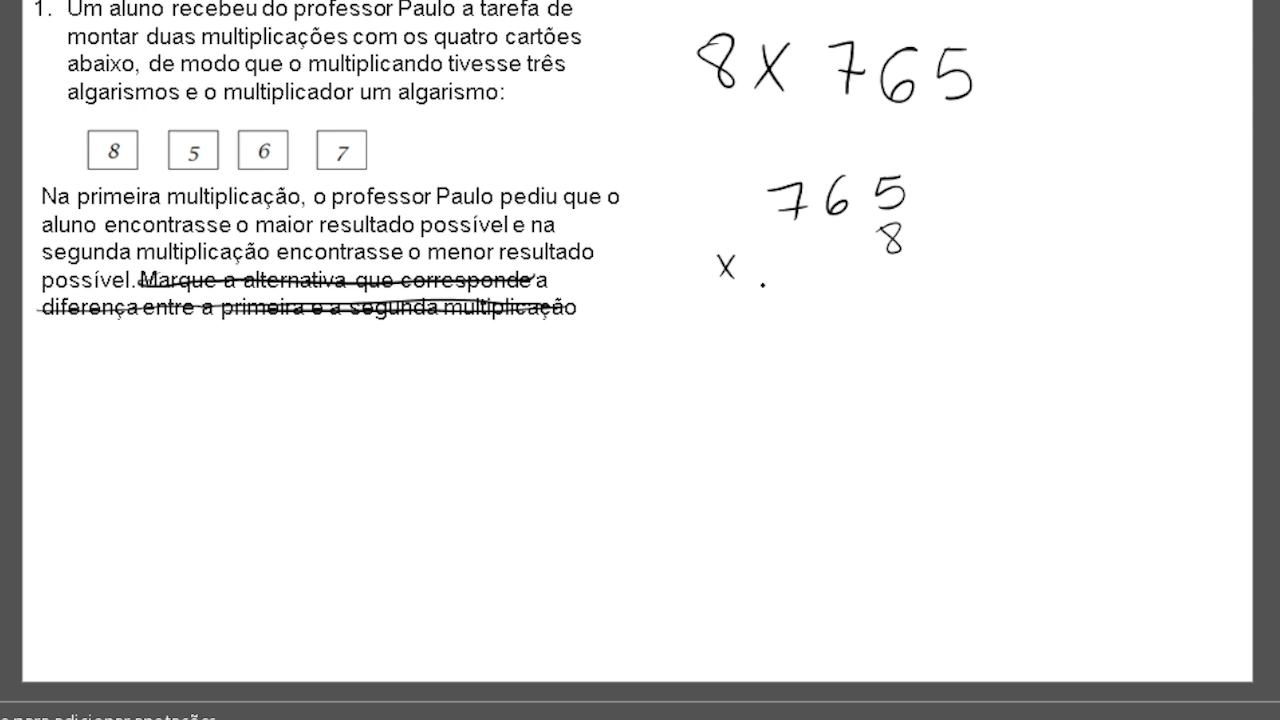 1. Um aluno recebeu do professor Paulo a tarefa de
montar duas multiplicações com os quatro cartões
abaixo, de modo que o multiplicando tivesse três
algarismos e o multiplicador um algarismo:
8 5 6 7
Na primeira multiplicação, o professor Paulo pediu que o
aluno encontrasse o maior resultado possível e na
segunda multiplicação encontrasse o menor resultado
possível. Marque a alternativa que corresponde a
diferença entre a primeira e a segunda multiplicação
8 X 765
765
8
x .